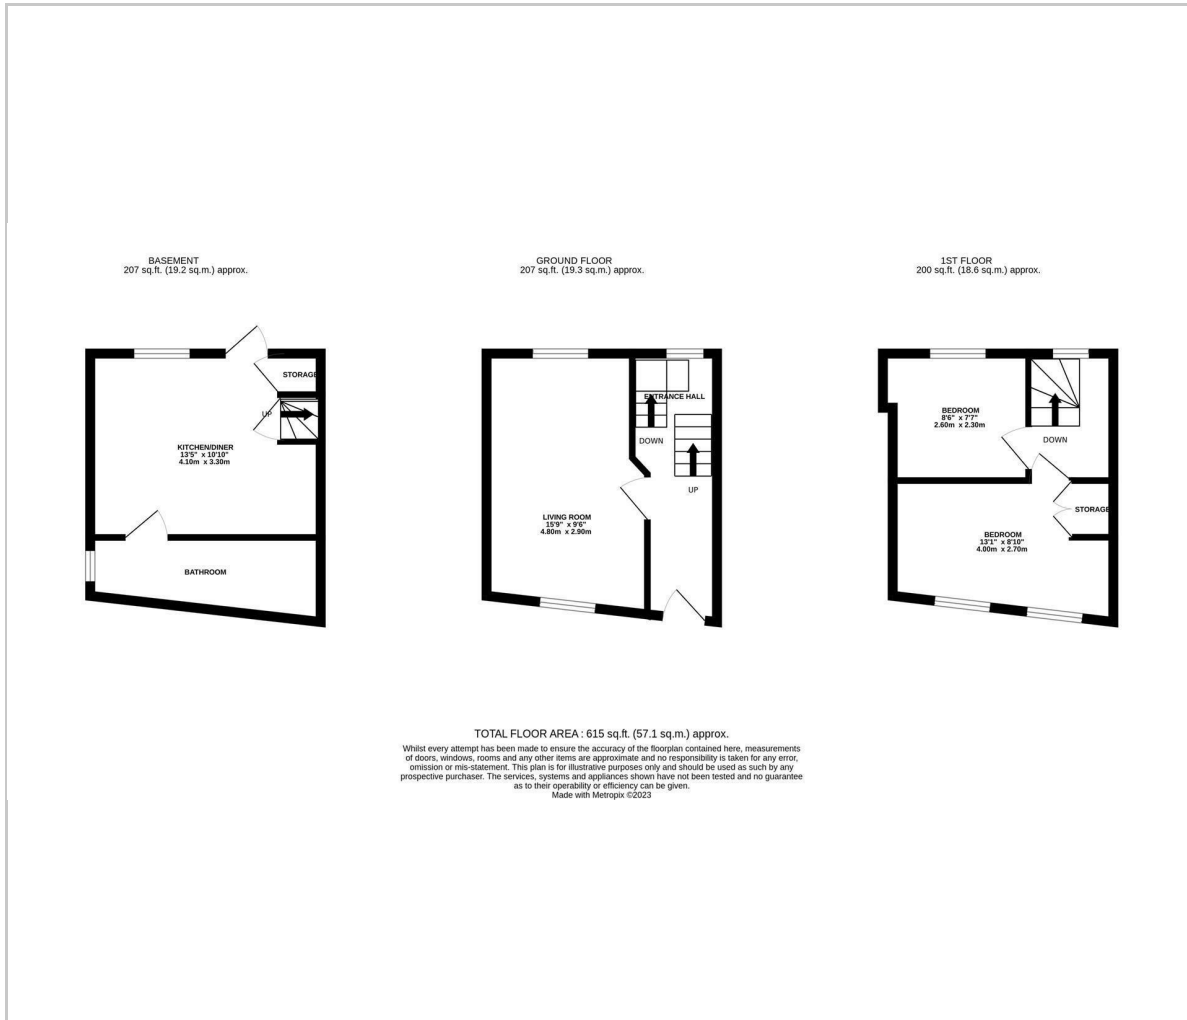 BASEMENT
207 sq.ft. (19.2 sq.m.) approx.
GROUND FLOOR
207 sq.ft. (19.3 sq.m.) approx.
1ST FLOOR
200 sq.ft. (18.6 sq.m.) approx.
STORAGE
UP
KITCHEN/DINER
13'5" x 10'10"
4.10m x 3.30m
BATHROOM
ENTRANCE HALL
DOWN
UP
LIVING ROOM
15'9" x 9'6"
4.80m x 2.90m
BEDROOM
8'6" x 7'7"
2.60m x 2.30m
DOWN
STORAGE
BEDROOM
13'1" x 8'10"
4.00m x 2.70m
TOTAL FLOOR AREA : 615 sq.ft. (57.1 sq.m.) approx.
Whilst every attempt has been made to ensure the accuracy of the floorplan contained here, measurements
of doors, windows, rooms and any other items are approximate and no responsibility is taken for any error,
omission or mis-statement. This plan is for illustrative purposes only and should be used as such by any
prospective purchaser. The services, systems and appliances shown have not been tested and no guarantee
as to their operability or efficiency can be given.
Made with Metropix ©2023